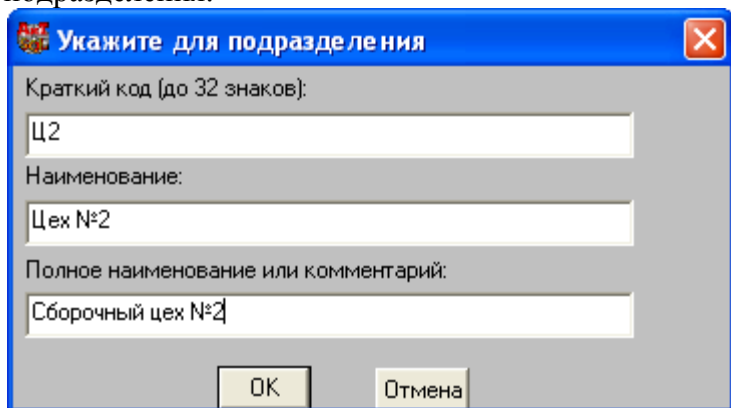 подразделения.
Укажите для подразделения
Краткий код (до 32 знаков):
Ц2
Наименование:
Цех №2
Полное наименование или комментарий:
Сборочный цех №2
OK
Отмена